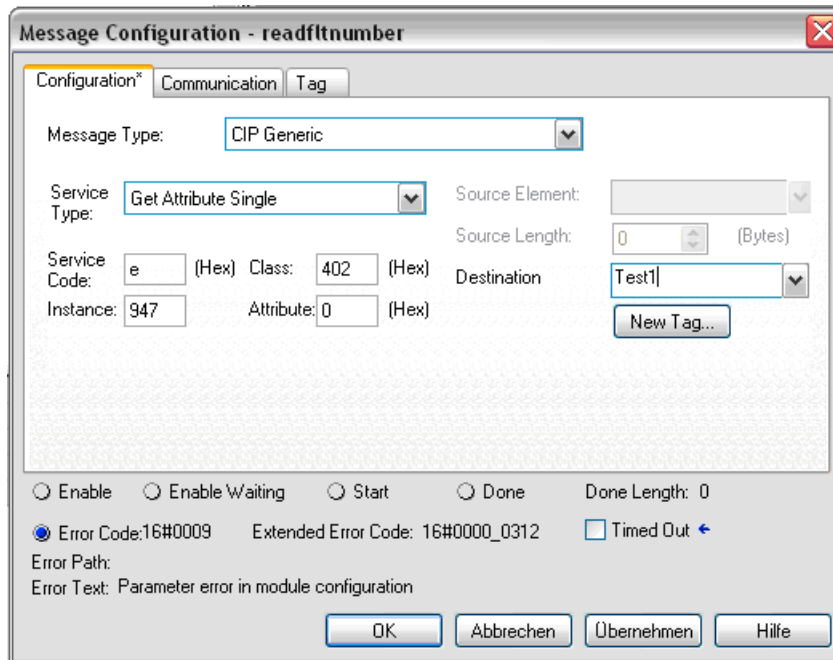 Message Configuration - readfltnumber
Configuration* Communication Tag
Message Type: CIP Generic
Service Type: Get Attribute Single Source Element:
Source Length: 0 (Bytes)
Service Code: e (Hex) Class: 402 (Hex) Destination Test1
Instance: 947 Attribute: 0 (Hex) New Tag...
Enable Enable Waiting Start Done Done Length: 0
Error Code: 16#0009 Extended Error Code: 16#0000_0312 Timed Out
Error Path:
Error Text: Parameter error in module configuration
OK Abbrechen Übernehmen Hilfe